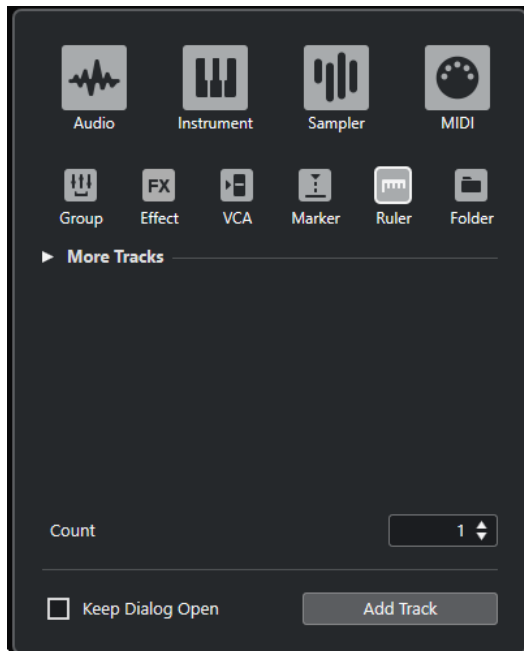 Audio Instrument Sampler MIDI
FX
Group Effect VCA Marker Ruler Folder
More Tracks
Count 1
Keep Dialog Open Add Track